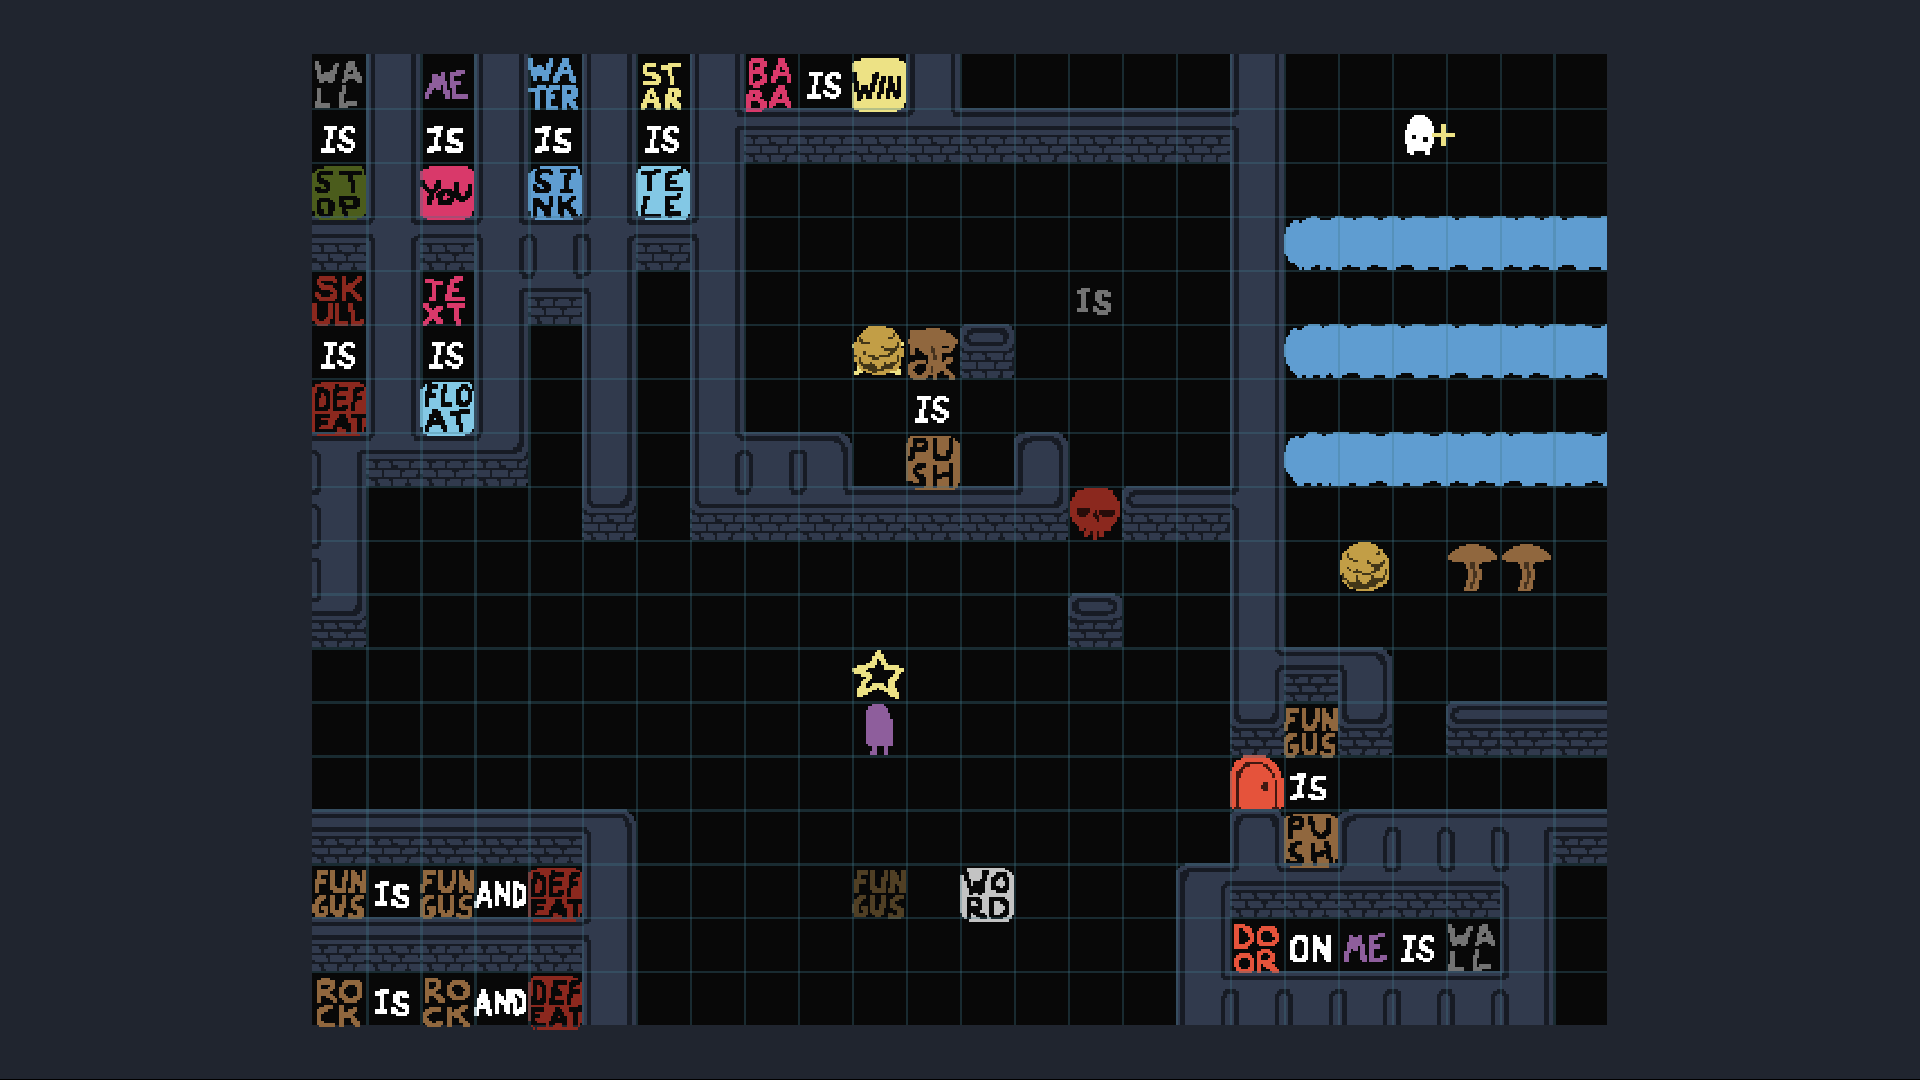 WALL IS STOP
ME IS YOU
WATER IS SINK
STAR IS TELE
BABA IS WIN
SKULL IS DEFEAT
TEXT IS FLOAT
IS
IS PUSH
FUNGUS IS PUSH
FUNGUS IS FUNGUS AND DEFEAT
FUNGUS
WORD
DOOR ON ME IS WALL
ROCK IS ROCK AND DEFEAT